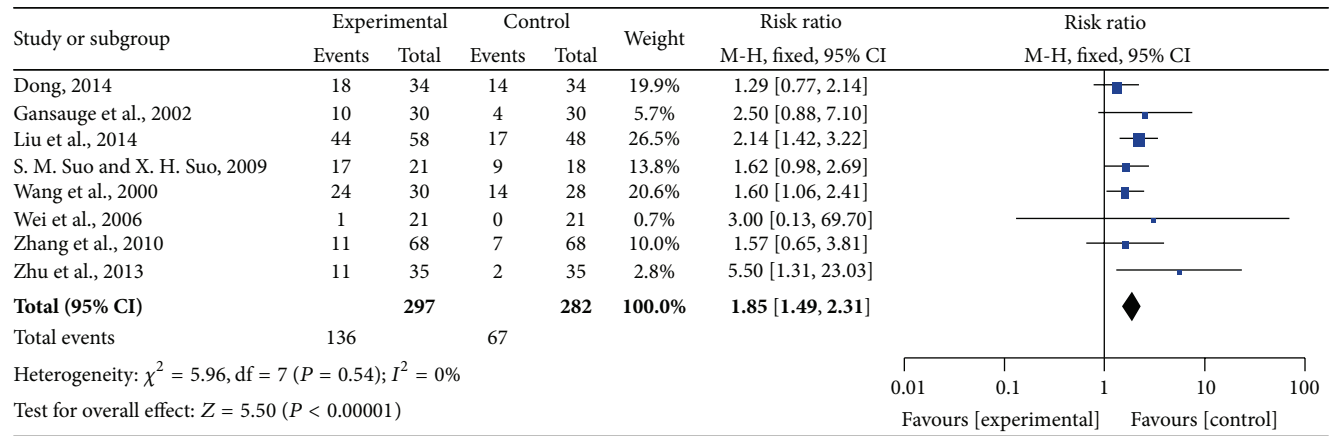 Study or subgroup Experimental Control Weight Risk ratio Risk ratio
Events Total Events Total M-H, fixed, 95% CI M-H, fixed, 95% CI
Dong, 2014 18 34 14 34 19.9% 1.29 [0.77, 2.14]
Gansauge et al., 2002 10 30 4 30 5.7% 2.50 [0.88, 7.10]
Liu et al., 2014 44 58 17 48 26.5% 2.14 [1.42, 3.22]
S. M. Suo and X. H. Suo, 2009 17 21 9 18 13.8% 1.62 [0.98, 2.69]
Wang et al., 2000 24 30 14 28 20.6% 1.60 [1.06, 2.41]
Wei et al., 2006 1 21 0 21 0.7% 3.00 [0.13, 69.70]
Zhang et al., 2010 11 68 7 68 10.0% 1.57 [0.65, 3.81]
Zhu et al., 2013 11 35 2 35 2.8% 5.50 [1.31, 23.03]
Total (95% CI) 297 282 100.0% 1.85 [1.49, 2.31]
Total events 136 67
Heterogeneity: χ² = 5.96, df = 7 (P = 0.54); I² = 0%
0.01 0.1 1 10 100
Test for overall effect: Z = 5.50 (P < 0.00001)
Favours [experimental] Favours [control]